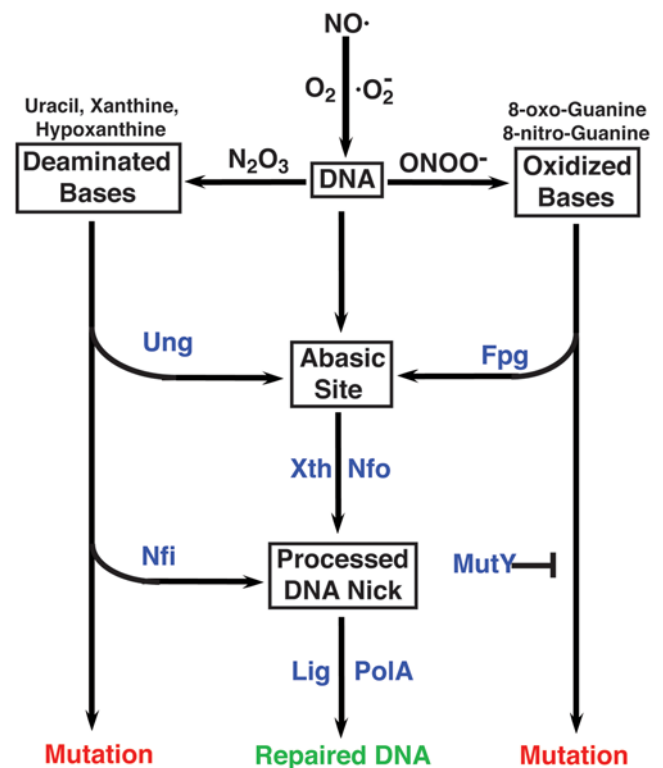 NO·
O₂ ·O₂⁻
Uracil, Xanthine,
Hypoxanthine
8-oxo-Guanine
8-nitro-Guanine
Deaminated
Bases
N₂O₃
DNA
ONOO⁻
Oxidized
Bases
Ung
Abasic
Site
Fpg
Xth Nfo
Nfi
Processed
DNA Nick
MutY
Lig PolA
Mutation
Repaired DNA
Mutation